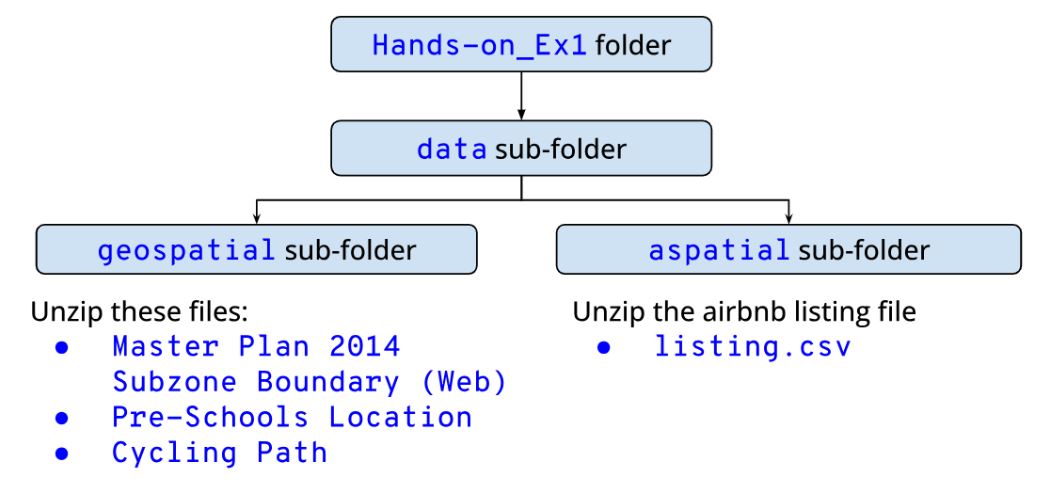 Hands-on_Ex1 folder
data sub-folder
geospatial sub-folder
aspatial sub-folder
Unzip these files:
● Master Plan 2014
Subzone Boundary (Web)
● Pre-Schools Location
● Cycling Path
Unzip the airbnb listing file
● listing.csv